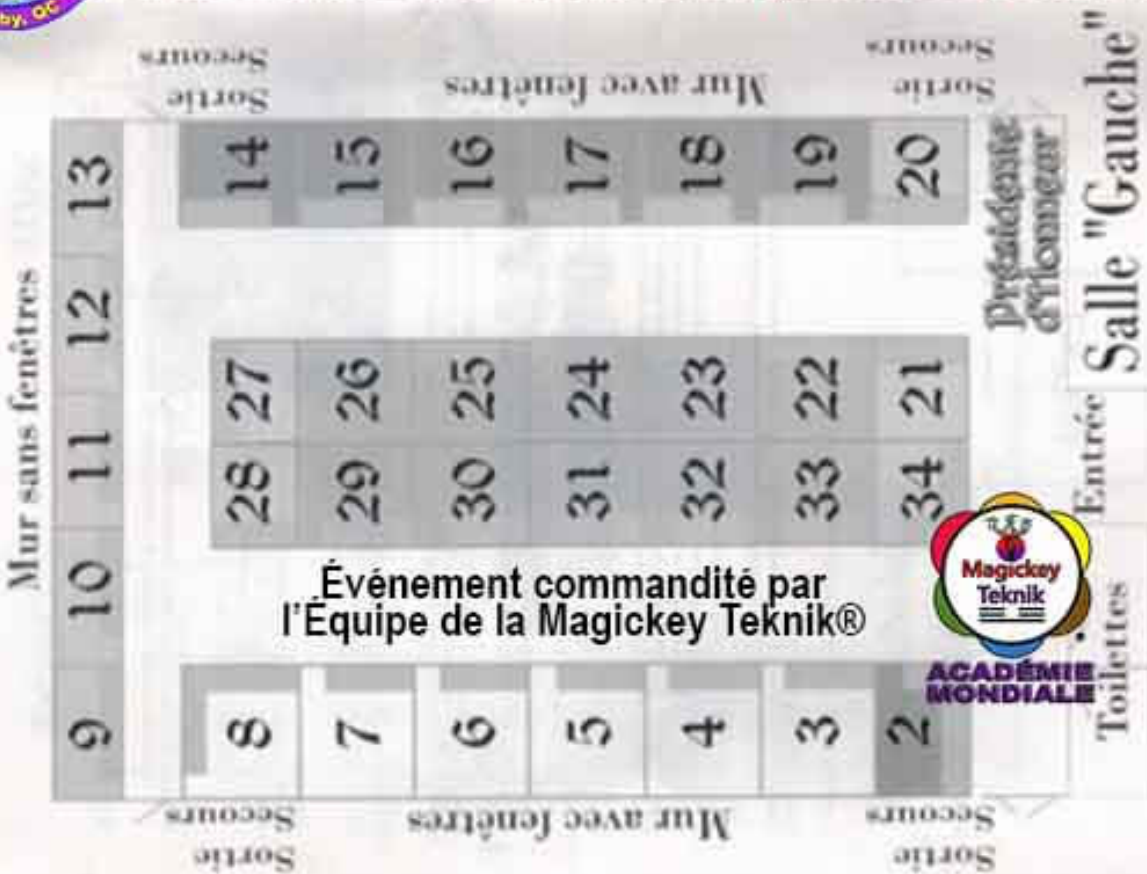 by, QC
Secours
Sortie
Mur avec fenêtres
Secours
Sortie
Salle "Gauche"
Présidente
d'Honneur
Entrée
Toilettes
Mur sans fenêtres
13
12
11
10
9
14 15 16 17 18 19 20
27 26 25 24 23 22 21
28 29 30 31 32 33 34
Événement commandité par
l'Équipe de la Magickey Teknik®
Magickey
Teknik
ACADÉMIE
MONDIALE
8 7 6 5 4 3 2
Secours
Sortie
Mur avec fenêtres
Secours
Sortie